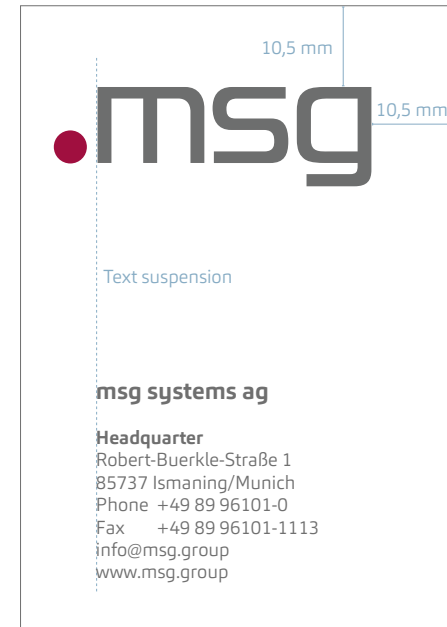 10,5 mm
.msg
10,5 mm
Text suspension
msg systems ag
Headquarter
Robert-Buerkle-Straße 1
85737 Ismaning/Munich
Phone +49 89 96101-0
Fax +49 89 96101-1113
info@msg.group
www.msg.group